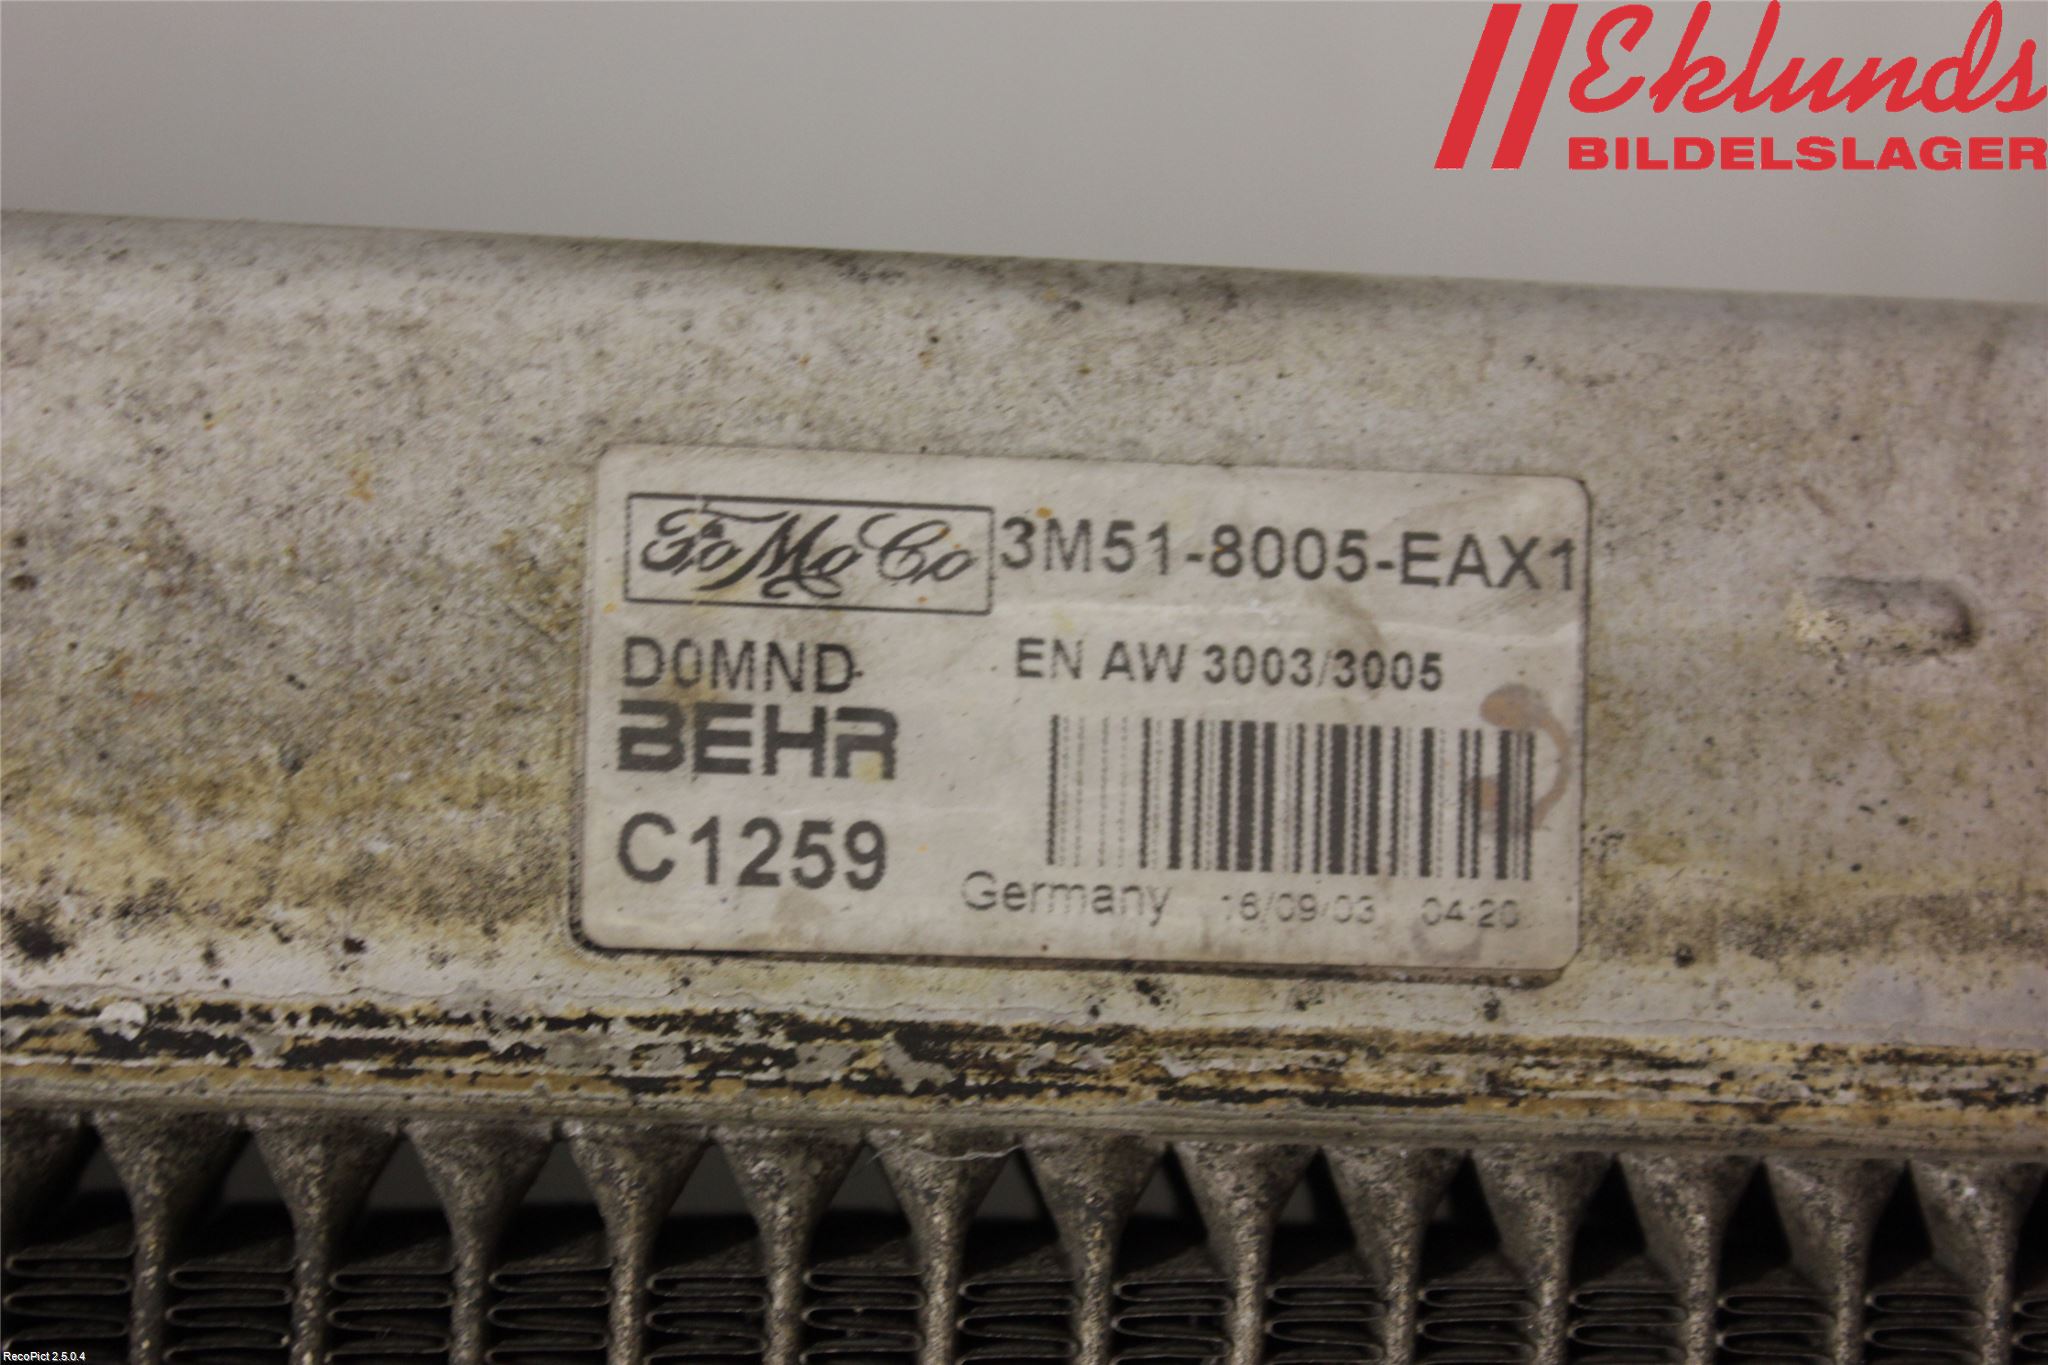 Eklunds
BILDELSLAGER
FoMoCo 3M51-8005-EAX1
D0MND EN AW 3003/3005
BEHR
C1259
Germany 16/09/03 04:20
RecoPict 2.5.0.4